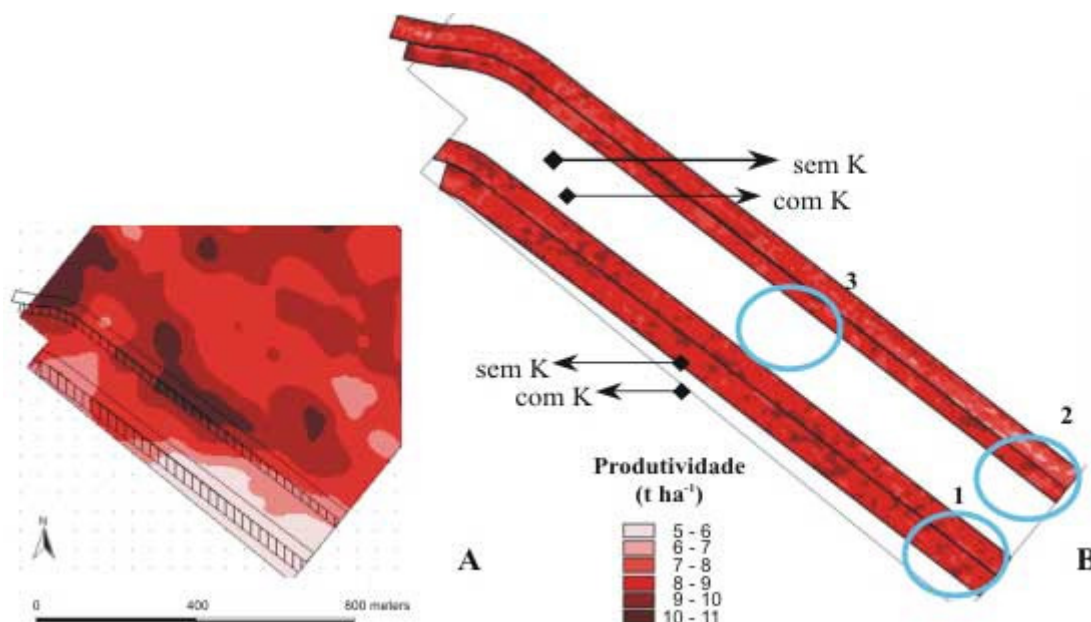 sem K
com K
3
sem K
com K
2
Produtividade
(t ha⁻¹)
1
5 - 6
6 - 7
7 - 8
8 - 9
9 - 10
10 - 11
N
A
B
0 400 800 meters